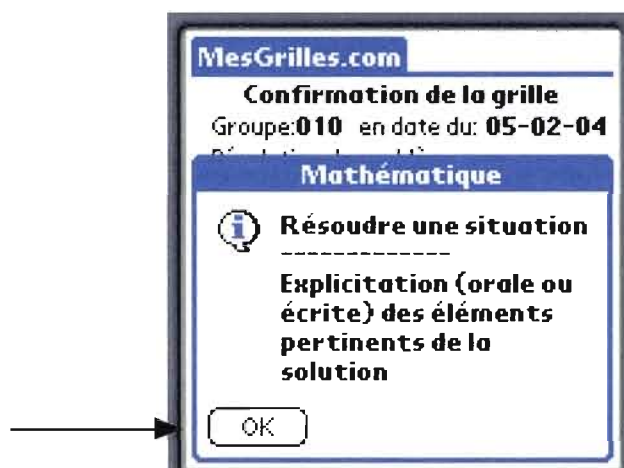 MesGrilles.com
Confirmation de la grille
Groupe:010 en date du: 05-02-04
Mathématique
Résoudre une situation
-------------
Explicitation (orale ou
écrite) des éléments
pertinents de la
solution
OK